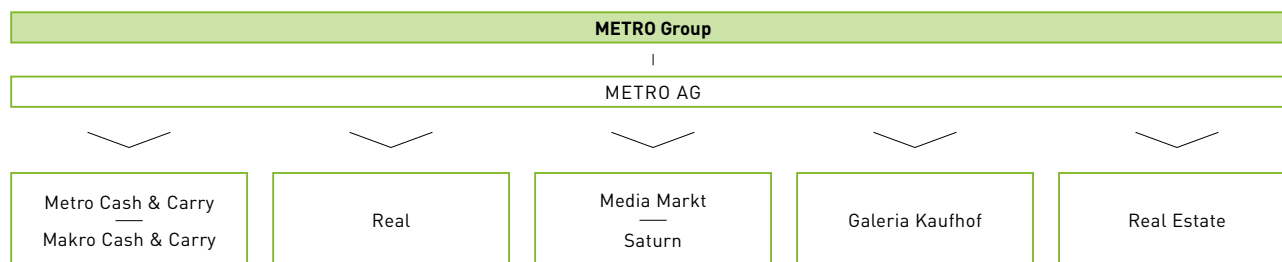 METRO Group
METRO AG
Metro Cash & Carry
Makro Cash & Carry
Real
Media Markt
Saturn
Galeria Kaufhof
Real Estate